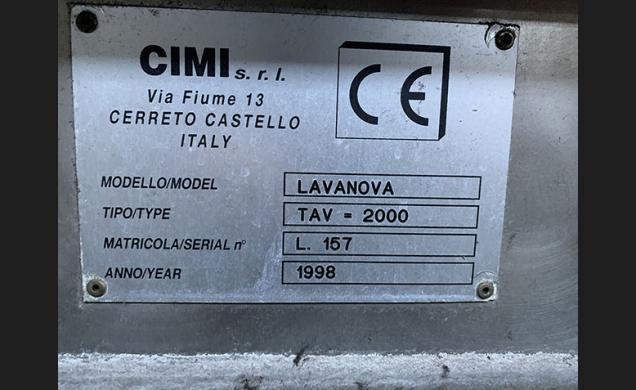 CIMI s. r. l.
Via Fiume 13
CERRETO CASTELLO
ITALY
CE
MODELLO/MODEL LAVANOVA
TIPO/TYPE TAV = 2000
MATRICOLA/SERIAL n° L. 157
ANNO/YEAR 1998